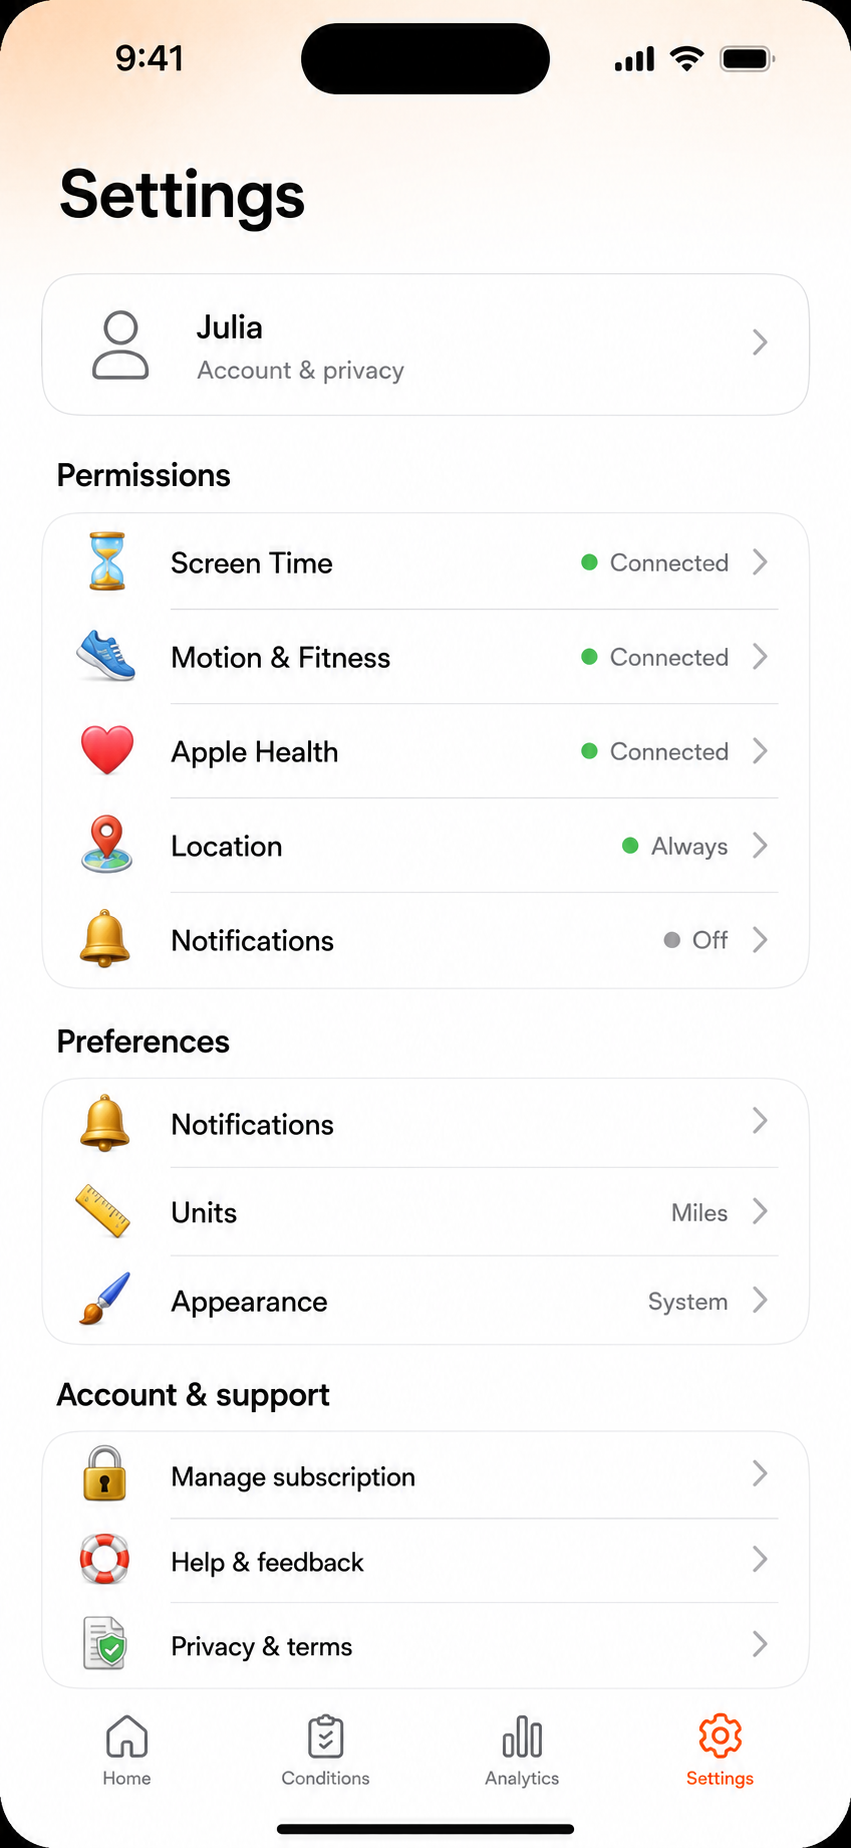 9:41
Settings
Julia
Account & privacy
Permissions
Screen Time Connected
Motion & Fitness Connected
Apple Health Connected
Location Always
Notifications Off
Preferences
Notifications
Units Miles
Appearance System
Account & support
Manage subscription
Help & feedback
Privacy & terms
Home Conditions Analytics Settings